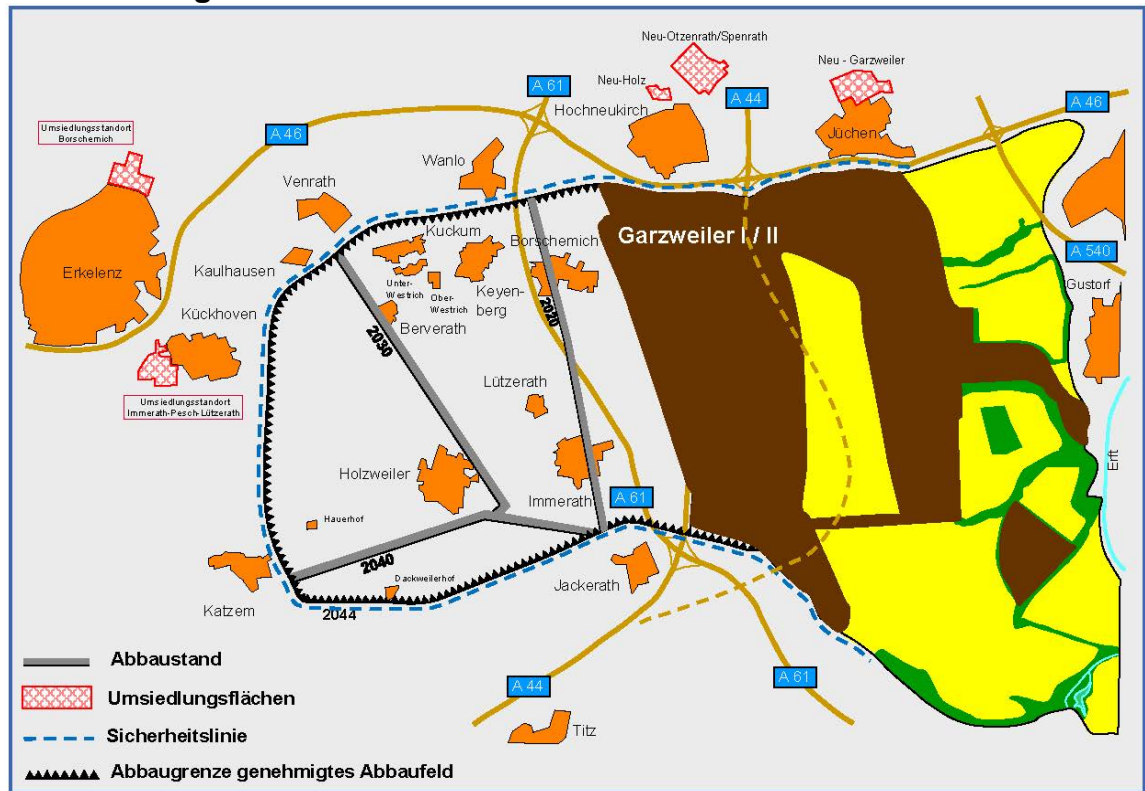 Neu-Otzenrath/Spenrath
Neu - Garzweiler
Neu-Holz
A 61
A 44
A 46
Hochneukirch
Jüchen
Umsiedlungsstandort
Borschemich
A 46
Wanlo
Venrath
Kuckum
Borschemich
Garzweiler I / II
A 540
Erkelenz
Kaulhausen
Unter-
Westrich
Ober-
Westrich
Keyen-
berg
Gustorf
Kückhoven
2030
Berverath
2020
Lützerath
Umsiedlungsstandort
Immerath-Pesch-Lützerath
Erft
Holzweiler
Immerath
A 61
Hauerhof
2040
Dackweilerhof
Jackerath
Katzem
2044
Abbaustand
A 44
A 61
Umsiedlungsflächen
Titz
Sicherheitslinie
Abbaugrenze genehmigtes Abbaufeld